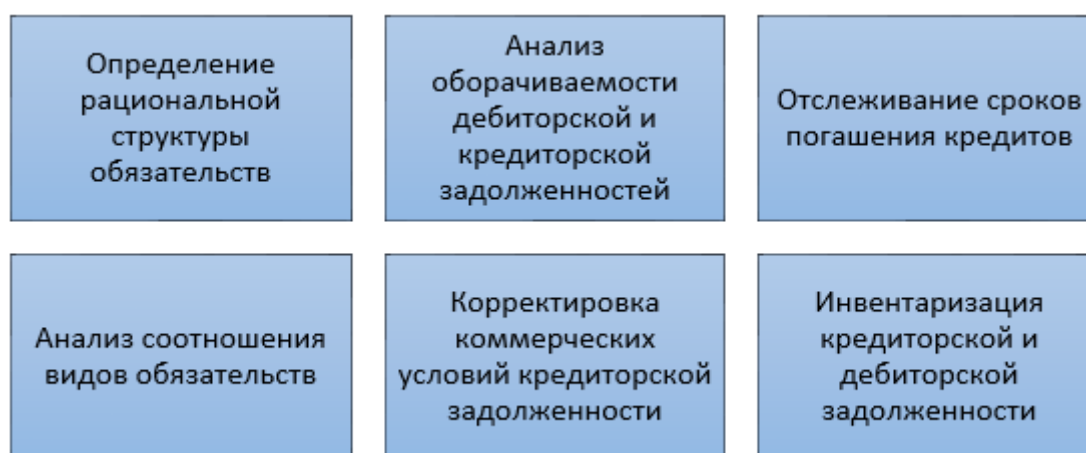 Определение
рациональной
структуры
обязательств
Анализ
оборачиваемости
дебиторской и
кредиторской
задолженностей
Отслеживание сроков
погашения кредитов
Анализ соотношения
видов обязательств
Корректировка
коммерческих
условий кредиторской
задолженности
Инвентаризация
кредиторской и
дебиторской
задолженности